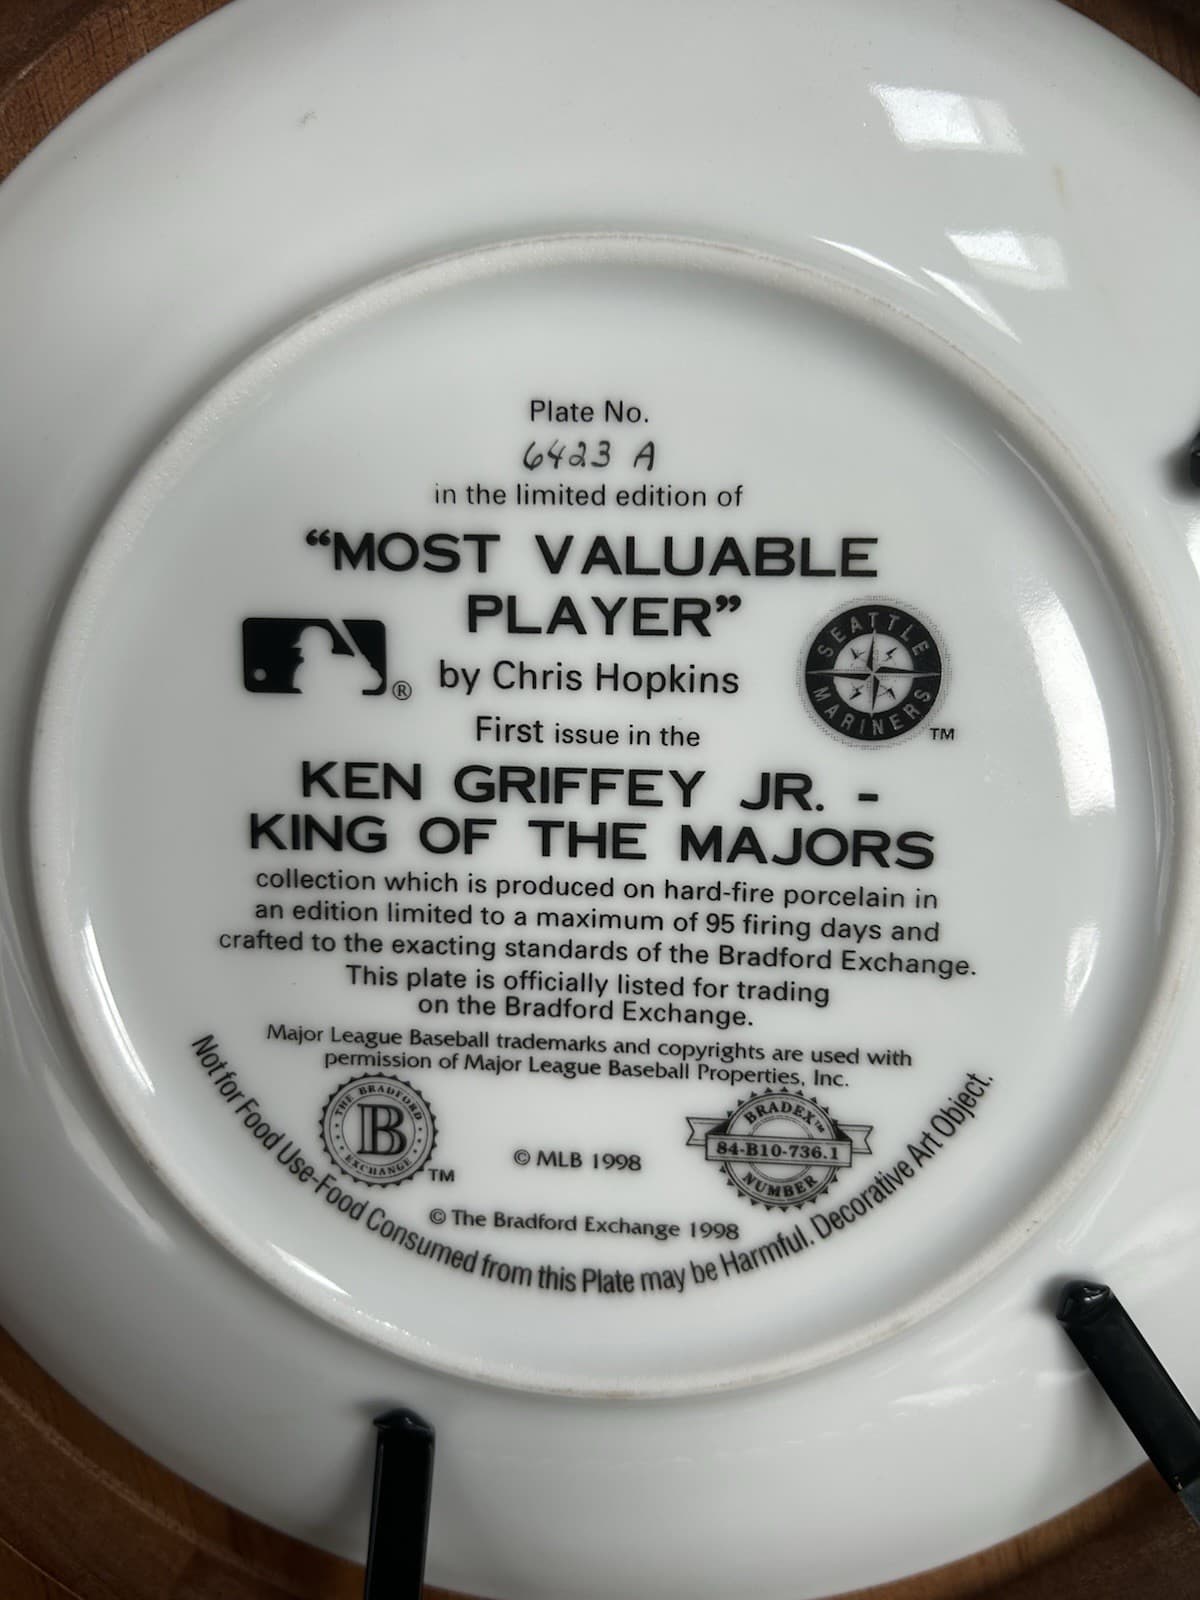 Plate No.
6423 A
in the limited edition of
“MOST VALUABLE
PLAYER”
by Chris Hopkins
®
SEATTLE
MARINERS
TM
First issue in the
KEN GRIFFEY JR. -
KING OF THE MAJORS
collection which is produced on hard-fire porcelain in
an edition limited to a maximum of 95 firing days and
crafted to the exacting standards of the Bradford Exchange.
This plate is officially listed for trading
on the Bradford Exchange.
Major League Baseball trademarks and copyrights are used with
permission of Major League Baseball Properties, Inc.
THE BRADFORD
B
EXCHANGE
TM
© MLB 1998
BRADEX™
84-B10-736.1
NUMBER
© The Bradford Exchange 1998
Not for Food Use-Food Consumed from this Plate may be Harmful. Decorative Art Object.